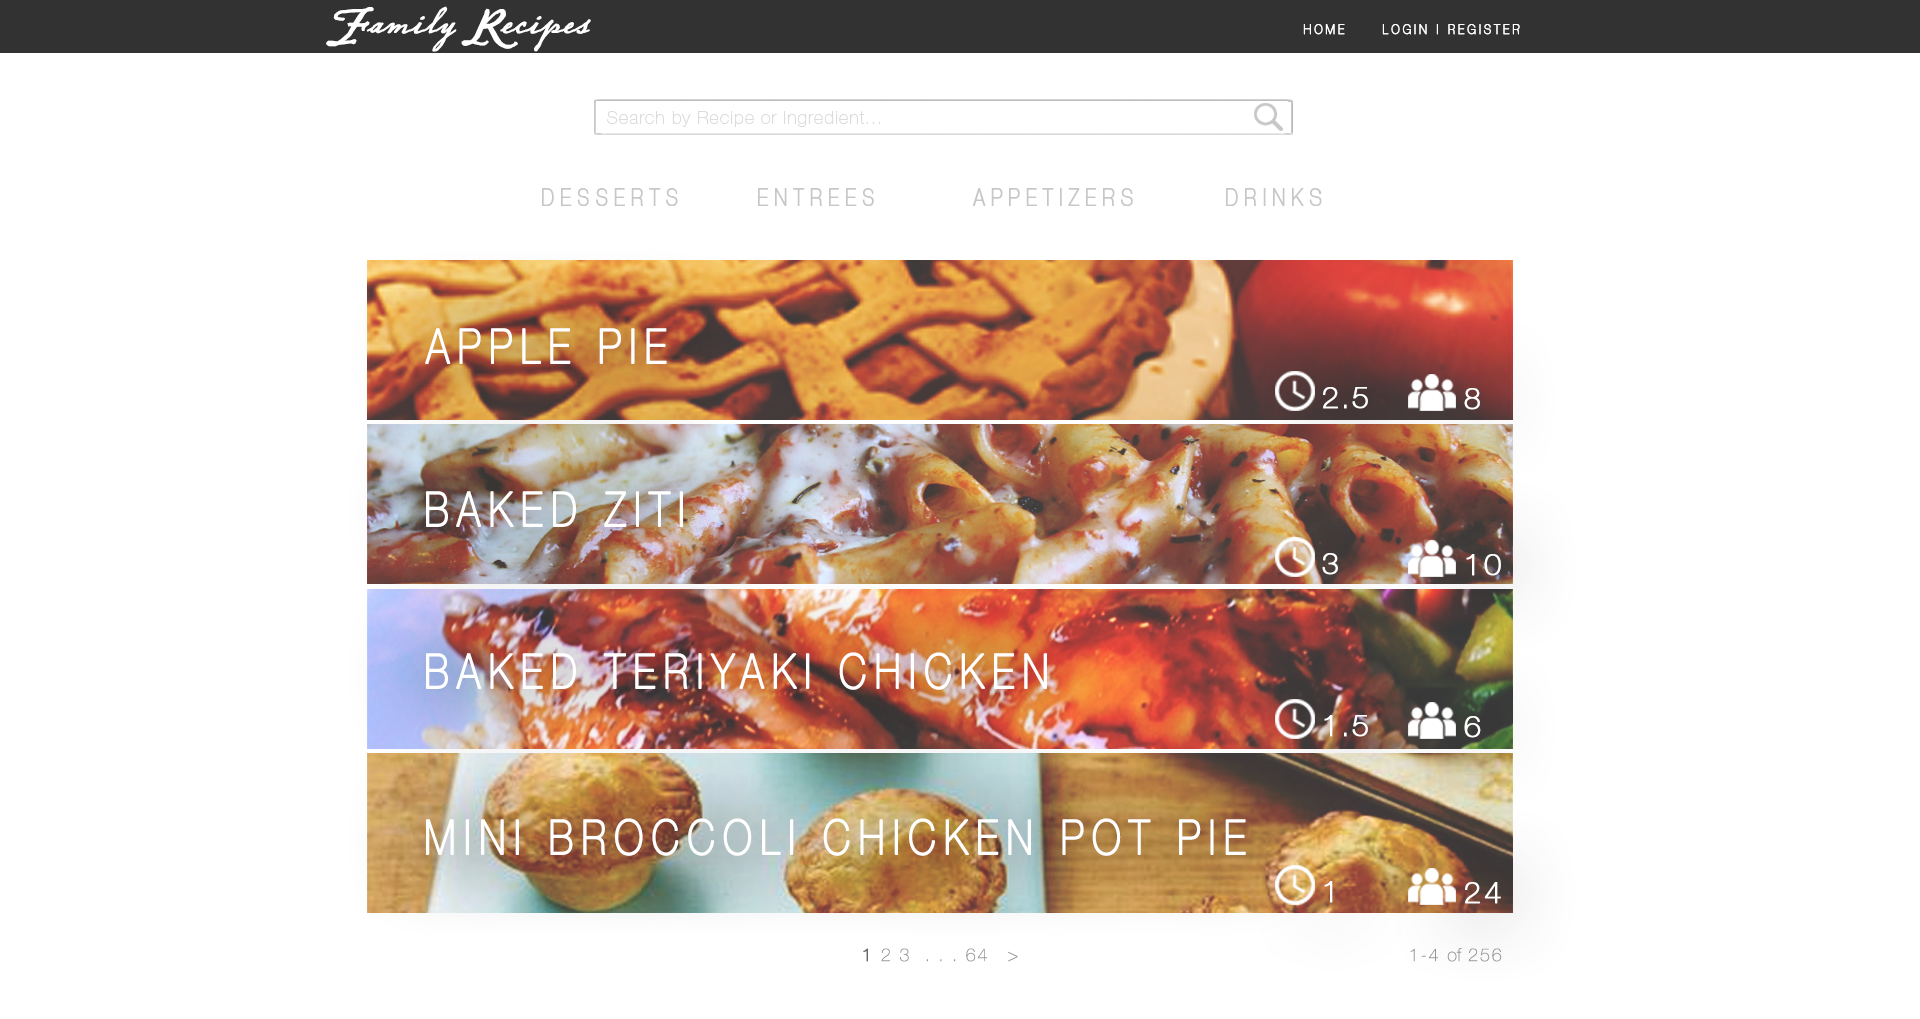 Family Recipes
HOME LOGIN | REGISTER
Search by Recipe or Ingredient...
DESSERTS ENTREES APPETIZERS DRINKS
APPLE PIE
2.5 8
BAKED ZITI
3 10
BAKED TERIYAKI CHICKEN
1.5 6
MINI BROCCOLI CHICKEN POT PIE
1 24
1 2 3 . . . 64 >
1-4 of 256